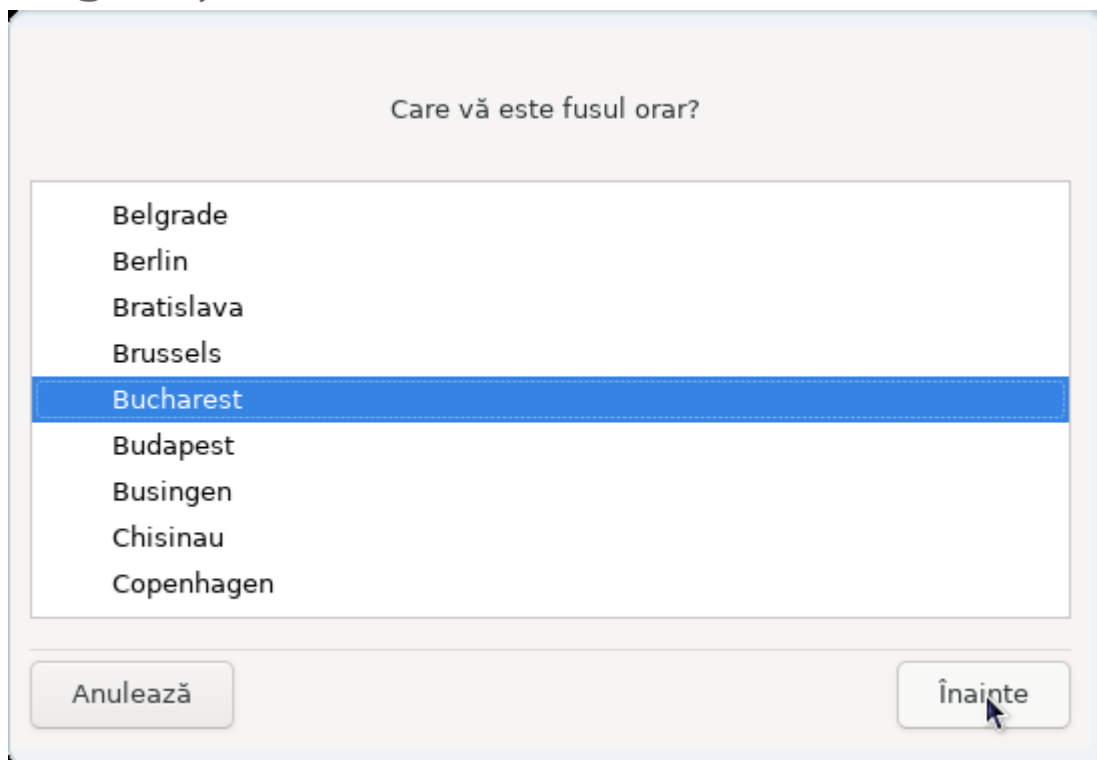 Care vă este fusul orar?
Belgrade
Berlin
Bratislava
Brussels
Bucharest
Budapest
Busingen
Chisinau
Copenhagen
Anulează
Înainte